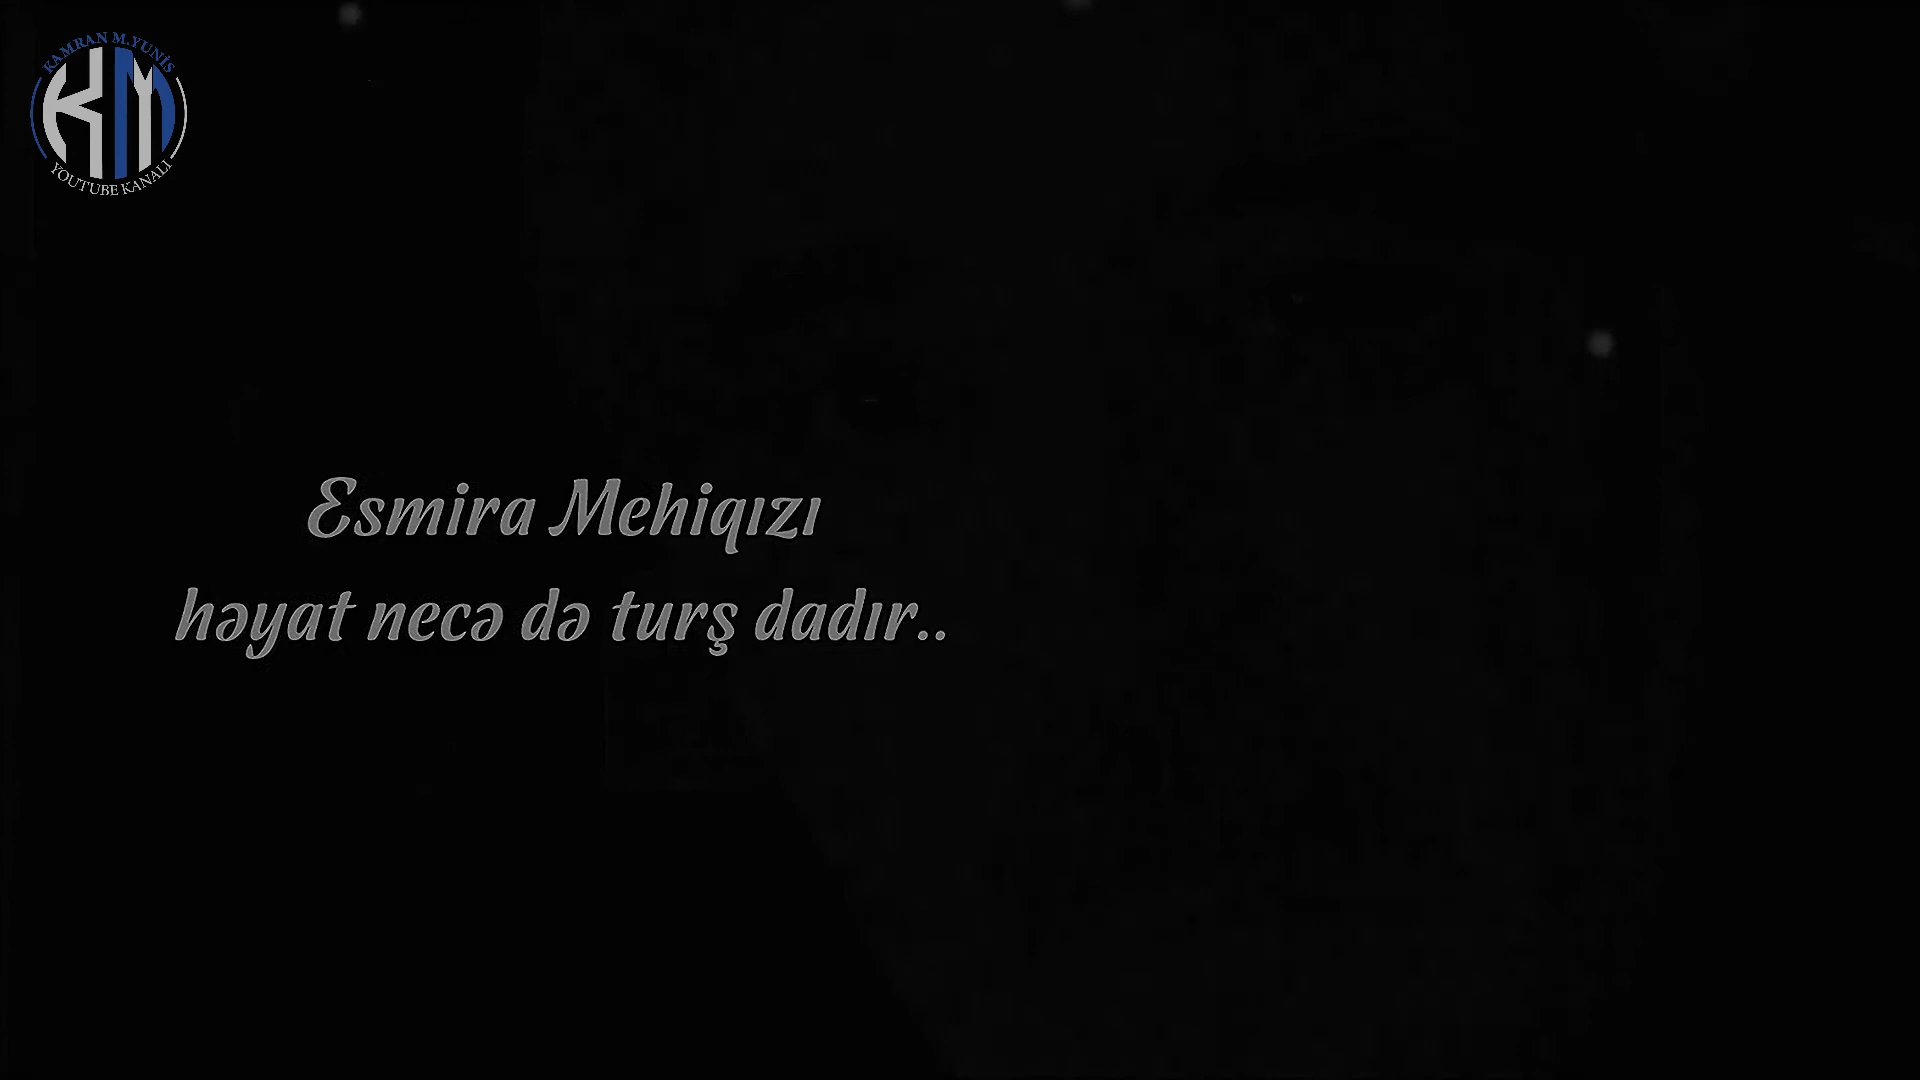 KAMRAN M.YUNİS
KM
YOUTUBE KANALI
Esmira Mehiqızı
həyat necə də turş dadır..